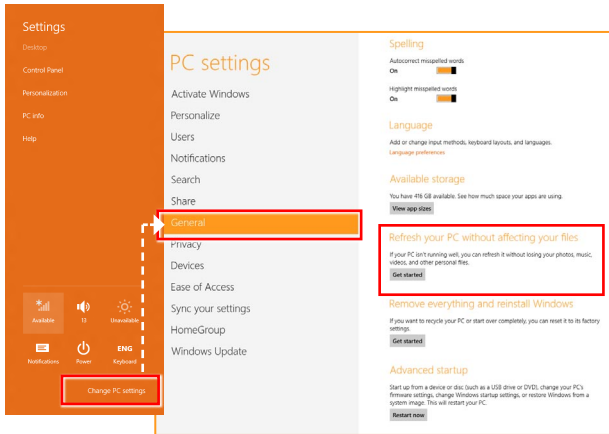 Settings
Desktop
Control Panel
Personalization
PC info
Help
Available
13
Unavailable
Notifications
Power
ENG
Keyboard
Change PC settings
PC settings
Activate Windows
Personalize
Users
Notifications
Search
Share
General
Privacy
Devices
Ease of Access
Sync your settings
HomeGroup
Windows Update
Spelling
Autocorrect misspelled words
On
Highlight misspelled words
On
Language
Add or change input methods, keyboard layouts, and languages.
Language preferences
Available storage
You have 416 GB available. See how much space your apps are using.
View app sizes
Refresh your PC without affecting your files
If your PC isn't running well, you can refresh it without losing your photos, music,
videos, and other personal files.
Get started
Remove everything and reinstall Windows
If you want to recycle your PC or start over completely, you can reset it to its factory
settings.
Get started
Advanced startup
Start up from a device or disc (such as a USB drive or DVD), change your PC's
firmware settings, change Windows startup settings, or restore Windows from a
system image. This will restart your PC.
Restart now